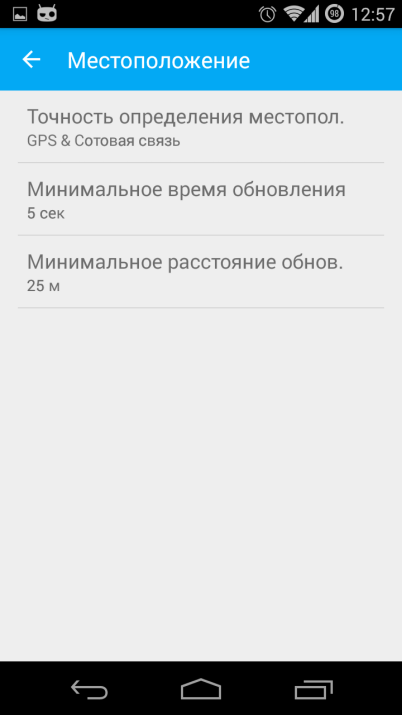 98 12:57
Местоположение
Точность определения местопол.
GPS & Сотовая связь
Минимальное время обновления
5 сек
Минимальное расстояние обнов.
25 м